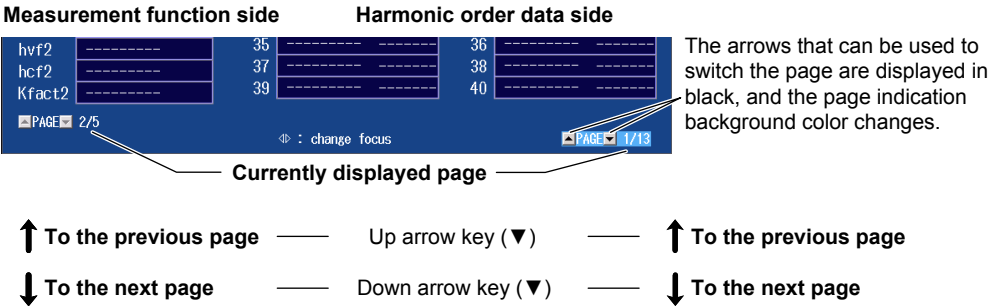 Measurement function side Harmonic order data side
hvf2 --------- 35 --------- ------- 36 --------- -------
hcf2 --------- 37 --------- ------- 38 --------- -------
Kfact2 --------- 39 --------- ------- 40 --------- -------
▲PAGE▼ 2/5
◁▷ : change focus
▲PAGE▼ 1/13
The arrows that can be used to
switch the page are displayed in
black, and the page indication
background color changes.
Currently displayed page
↑ To the previous page Up arrow key (▼) ↑ To the previous page
↓ To the next page Down arrow key (▼) ↓ To the next page